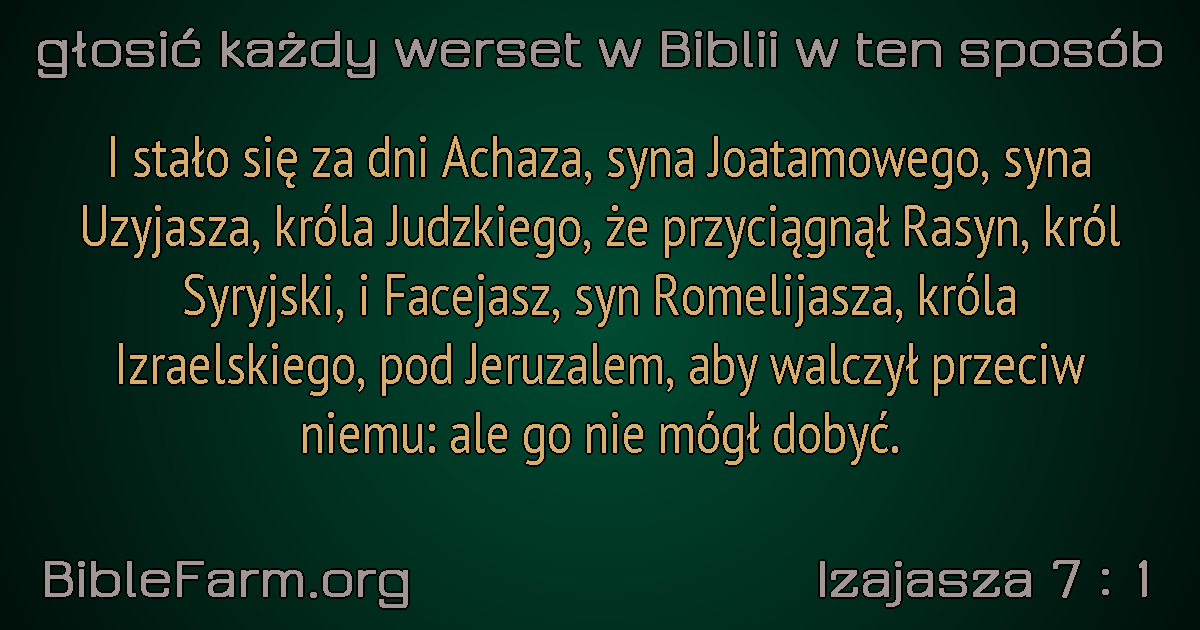 głosić każdy werset w Biblii w ten sposób
I stało się za dni Achaza, syna Joatamowego, syna
Uzyjasza, króla Judzkiego, że przyciągnął Rasyn, król
Syryjski, i Facejasz, syn Romelijasza, króla
Izraelskiego, pod Jeruzalem, aby walczył przeciw
niemu: ale go nie mógł dobyć.
BibleFarm.org
Izajasza 7 : 1